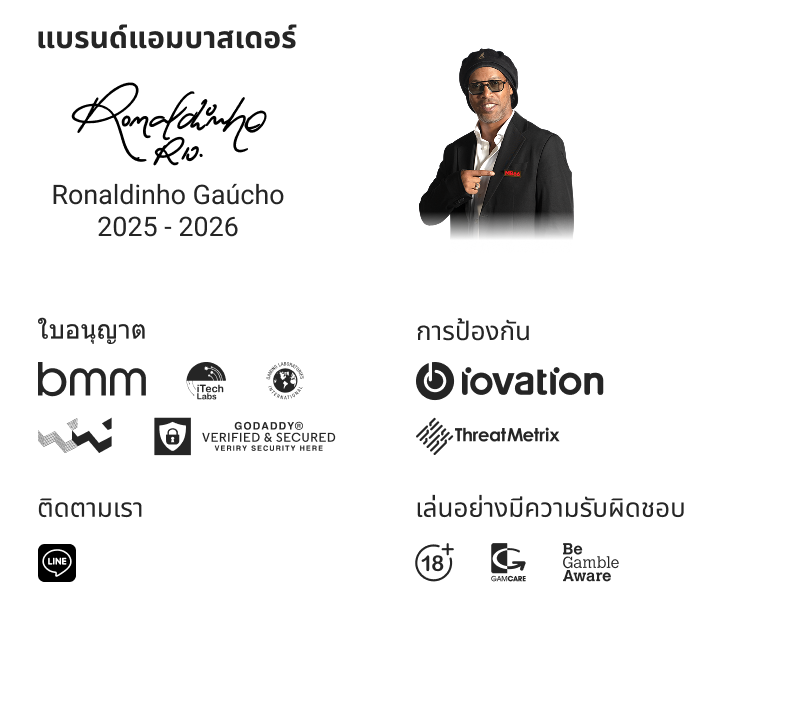 แบรนด์แอมบาสเดอร์
Ronaldinho
R10.
Ronaldinho Gaúcho
2025 - 2026
ใบอนุญาต
การป้องกัน
bmm
iTech
Labs
GAMING LABORATORIES
INTERNATIONAL
iovation
GODADDY®
VERIFIED & SECURED
VERIRY SECURITY HERE
ThreatMetrix
ติดตามเรา
เล่นอย่างมีความรับผิดชอบ
LINE
18+
GAMCARE
Be
Gamble
Aware